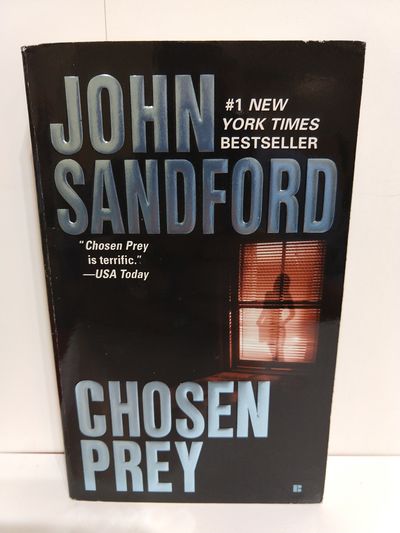 JOHN
#1 NEW
YORK TIMES
BESTSELLER
SANDFORD
"Chosen Prey
is terrific."
—USA Today
CHOSEN
PREY
B